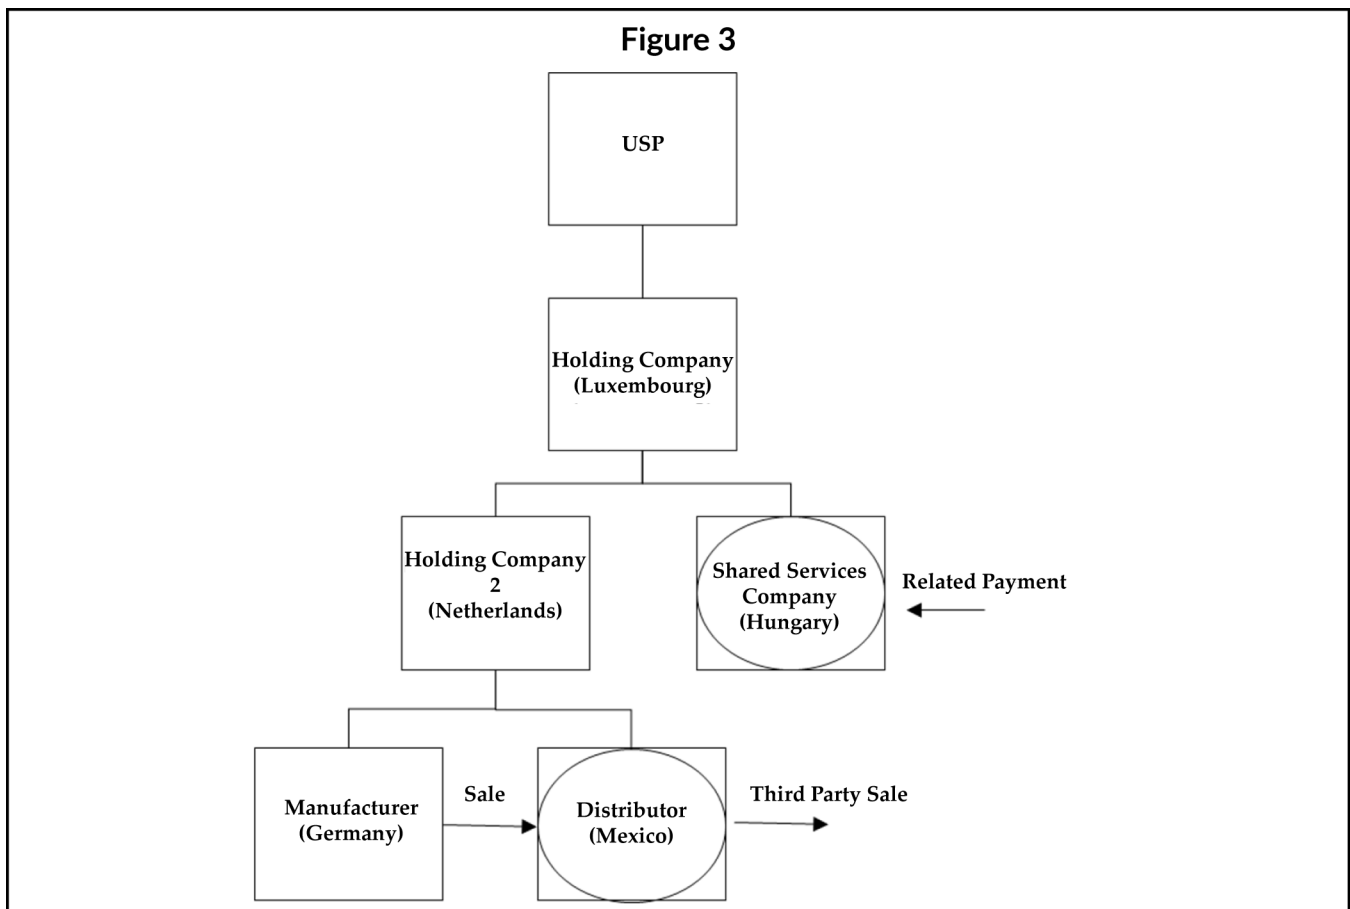 Figure 3
USP
Holding Company
(Luxembourg)
Holding Company
2
(Netherlands)
Shared Services
Company
(Hungary)
Related Payment
Manufacturer
(Germany)
Sale
Distributor
(Mexico)
Third Party Sale